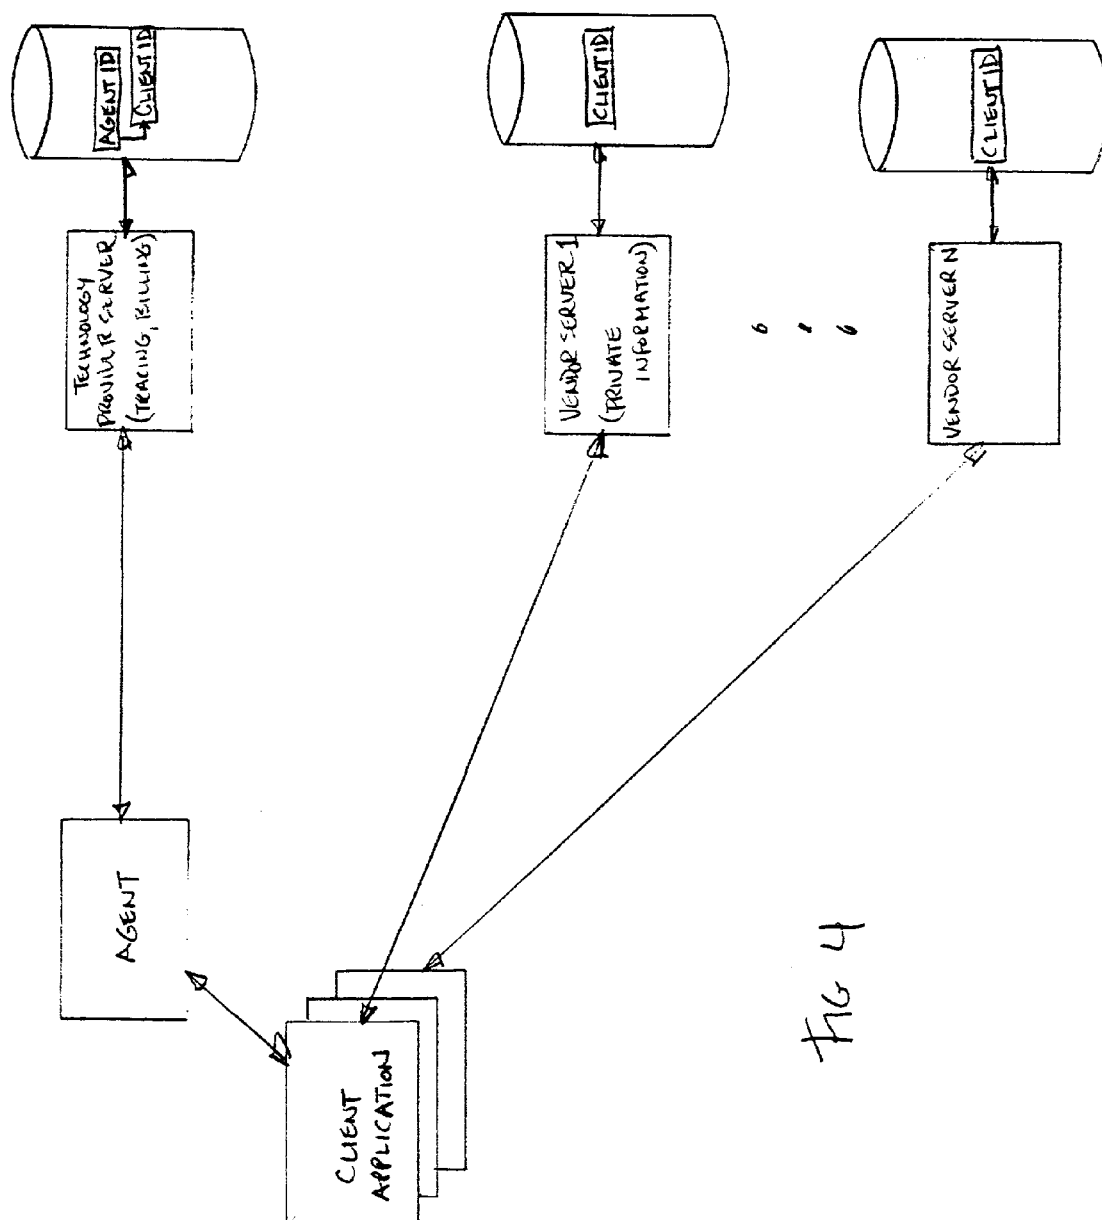 AGENT ID
CLIENT ID
CLIENT ID
CLIENT ID
TECHNOLOGY
SERVER
(TRACING, BILLING)
VENDOR SERVER 1
(PRIVATE
INFORMATION)
VENDOR SERVER N
AGENT
CLIENT
APPLICATION
FIG 4